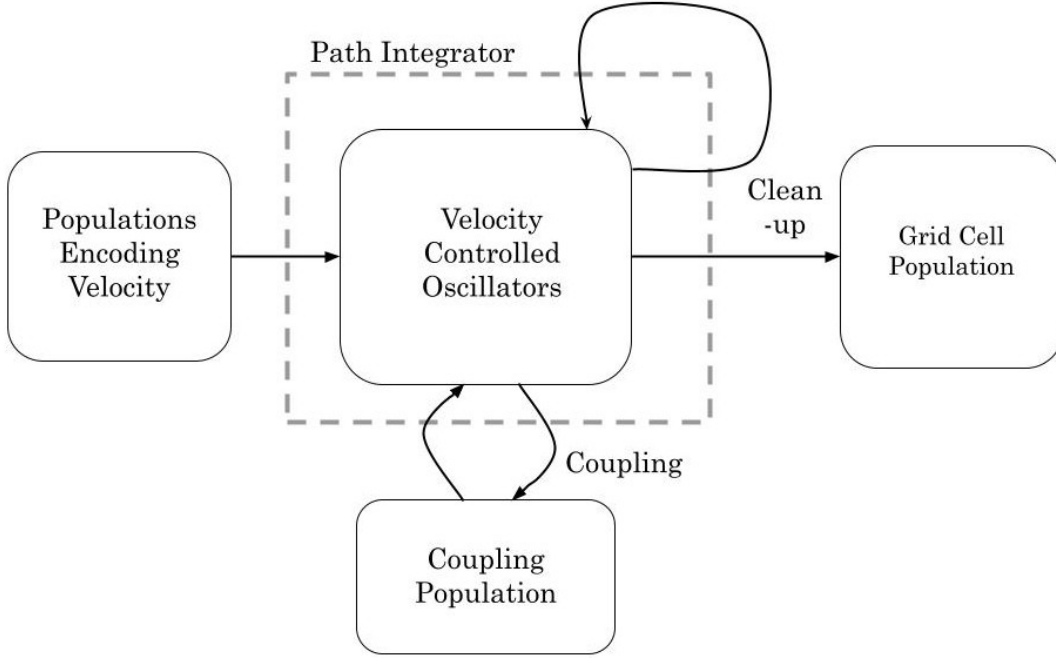 Path Integrator
Populations
Encoding
Velocity
Velocity
Controlled
Oscillators
Clean
-up
Grid Cell
Population
Coupling
Coupling
Population